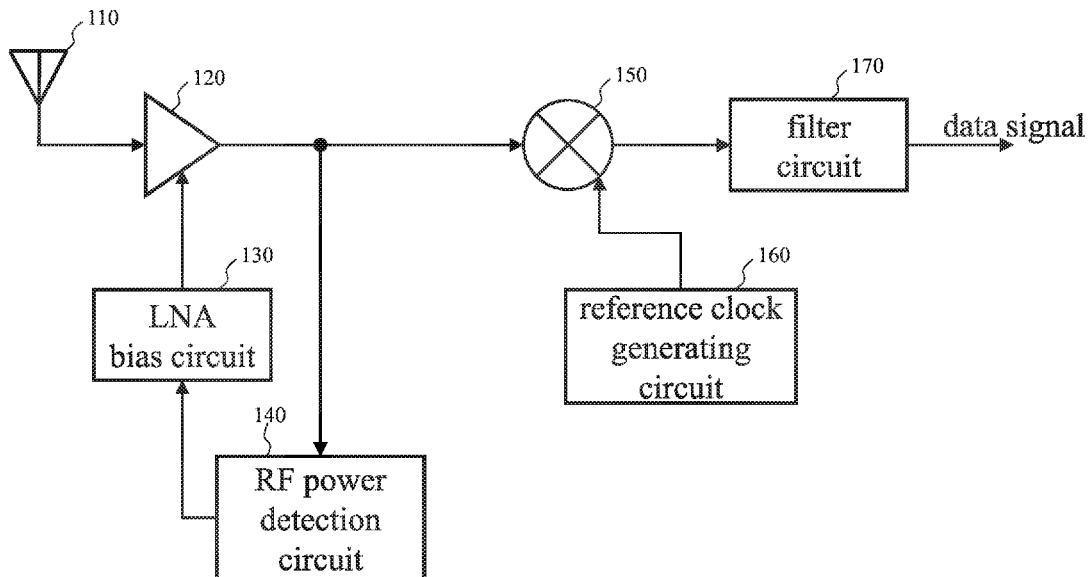 110
120
150
170
filter
circuit
data signal
130
LNA
bias circuit
160
reference clock
generating
circuit
140
RF power
detection
circuit